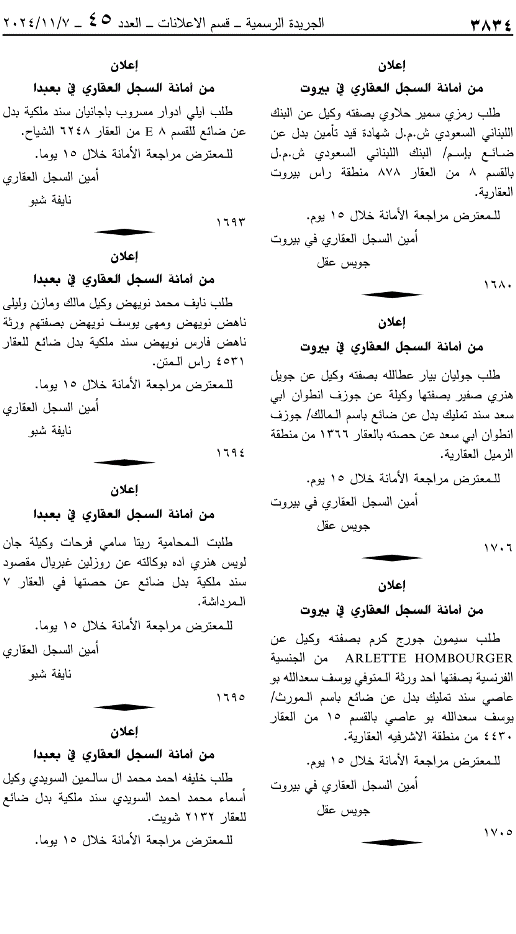 ٣٨٣٤
الجريدة الرسمية – قسم الاعلانات – العدد ٤٥ – ٢٠٢٤/١١/٧
إعلان
من أمانة السجل العقاري في بيروت
طلب رمزي سمير حلاوي بصفته وكيل عن البنك
اللبناني السعودي ش.م.ل شهادة قيد تأمين بدل عن
ضائع بإسم/ البنك اللبناني السعودي ش.م.ل
بالقسم ٨ من العقار ٨٧٨ منطقة راس بيروت
العقارية.
للمعترض مراجعة الأمانة خلال ١٥ يوم.
أمين السجل العقاري في بيروت
جويس عقل
١٦٨٠
إعلان
من أمانة السجل العقاري في بيروت
طلب جوليان بيار عطالله بصفته وكيل عن جويل
هنري صفير بصفتها وكيلة عن جوزف انطوان ابي
سعد سند تمليك بدل عن ضائع باسم المالك/ جوزف
انطوان ابي سعد عن حصته بالعقار ١٣٦٦ من منطقة
الرميل العقارية.
للمعترض مراجعة الأمانة خلال ١٥ يوم.
أمين السجل العقاري في بيروت
جويس عقل
١٧٠٦
إعلان
من أمانة السجل العقاري في بيروت
طلب سيمون جورج كرم بصفته وكيل عن
ARLETTE HOMBOURGER من الجنسية
الفرنسية بصفتها احد ورثة المتوفي يوسف سعدالله بو
عاصي سند تمليك بدل عن ضائع باسم المورث/
يوسف سعدالله بو عاصي بالقسم ١٥ من العقار
٤٤٣٠ من منطقة الاشرفيه العقارية.
للمعترض مراجعة الأمانة خلال ١٥ يوم.
أمين السجل العقاري في بيروت
جويس عقل
١٧٠٥
إعلان
من أمانة السجل العقاري في بعبدا
طلب ايلي ادوار مسروب باجانيان سند ملكية بدل
عن ضائع للقسم ٨ E من العقار ٦٢٤٨ الشياح.
للمعترض مراجعة الأمانة خلال ١٥ يوما.
أمين السجل العقاري
نايفة شبو
١٦٩٣
إعلان
من أمانة السجل العقاري في بعبدا
طلب نايف محمد نويهض وكيل مالك ومازن وليلى
ناهض نويهض ومهى يوسف نويهض بصفتهم ورثة
ناهض فارس نويهض سند ملكية بدل ضائع للعقار
٤٥٣١ راس المتن.
للمعترض مراجعة الأمانة خلال ١٥ يوما.
أمين السجل العقاري
نايفة شبو
١٦٩٤
إعلان
من أمانة السجل العقاري في بعبدا
طلبت المحامية ريتا سامي فرحات وكيلة جان
لويس هنري اده بوكالته عن روزلين غبريال مقصود
سند ملكية بدل ضائع عن حصتها في العقار ٧
المرداشة.
للمعترض مراجعة الأمانة خلال ١٥ يوما.
أمين السجل العقاري
نايفة شبو
١٦٩٥
إعلان
من أمانة السجل العقاري في بعبدا
طلب خليفه احمد محمد ال سالمين السويدي وكيل
أسماء محمد احمد السويدي سند ملكية بدل ضائع
للعقار ٢١٣٢ شويت.
للمعترض مراجعة الأمانة خلال ١٥ يوما.